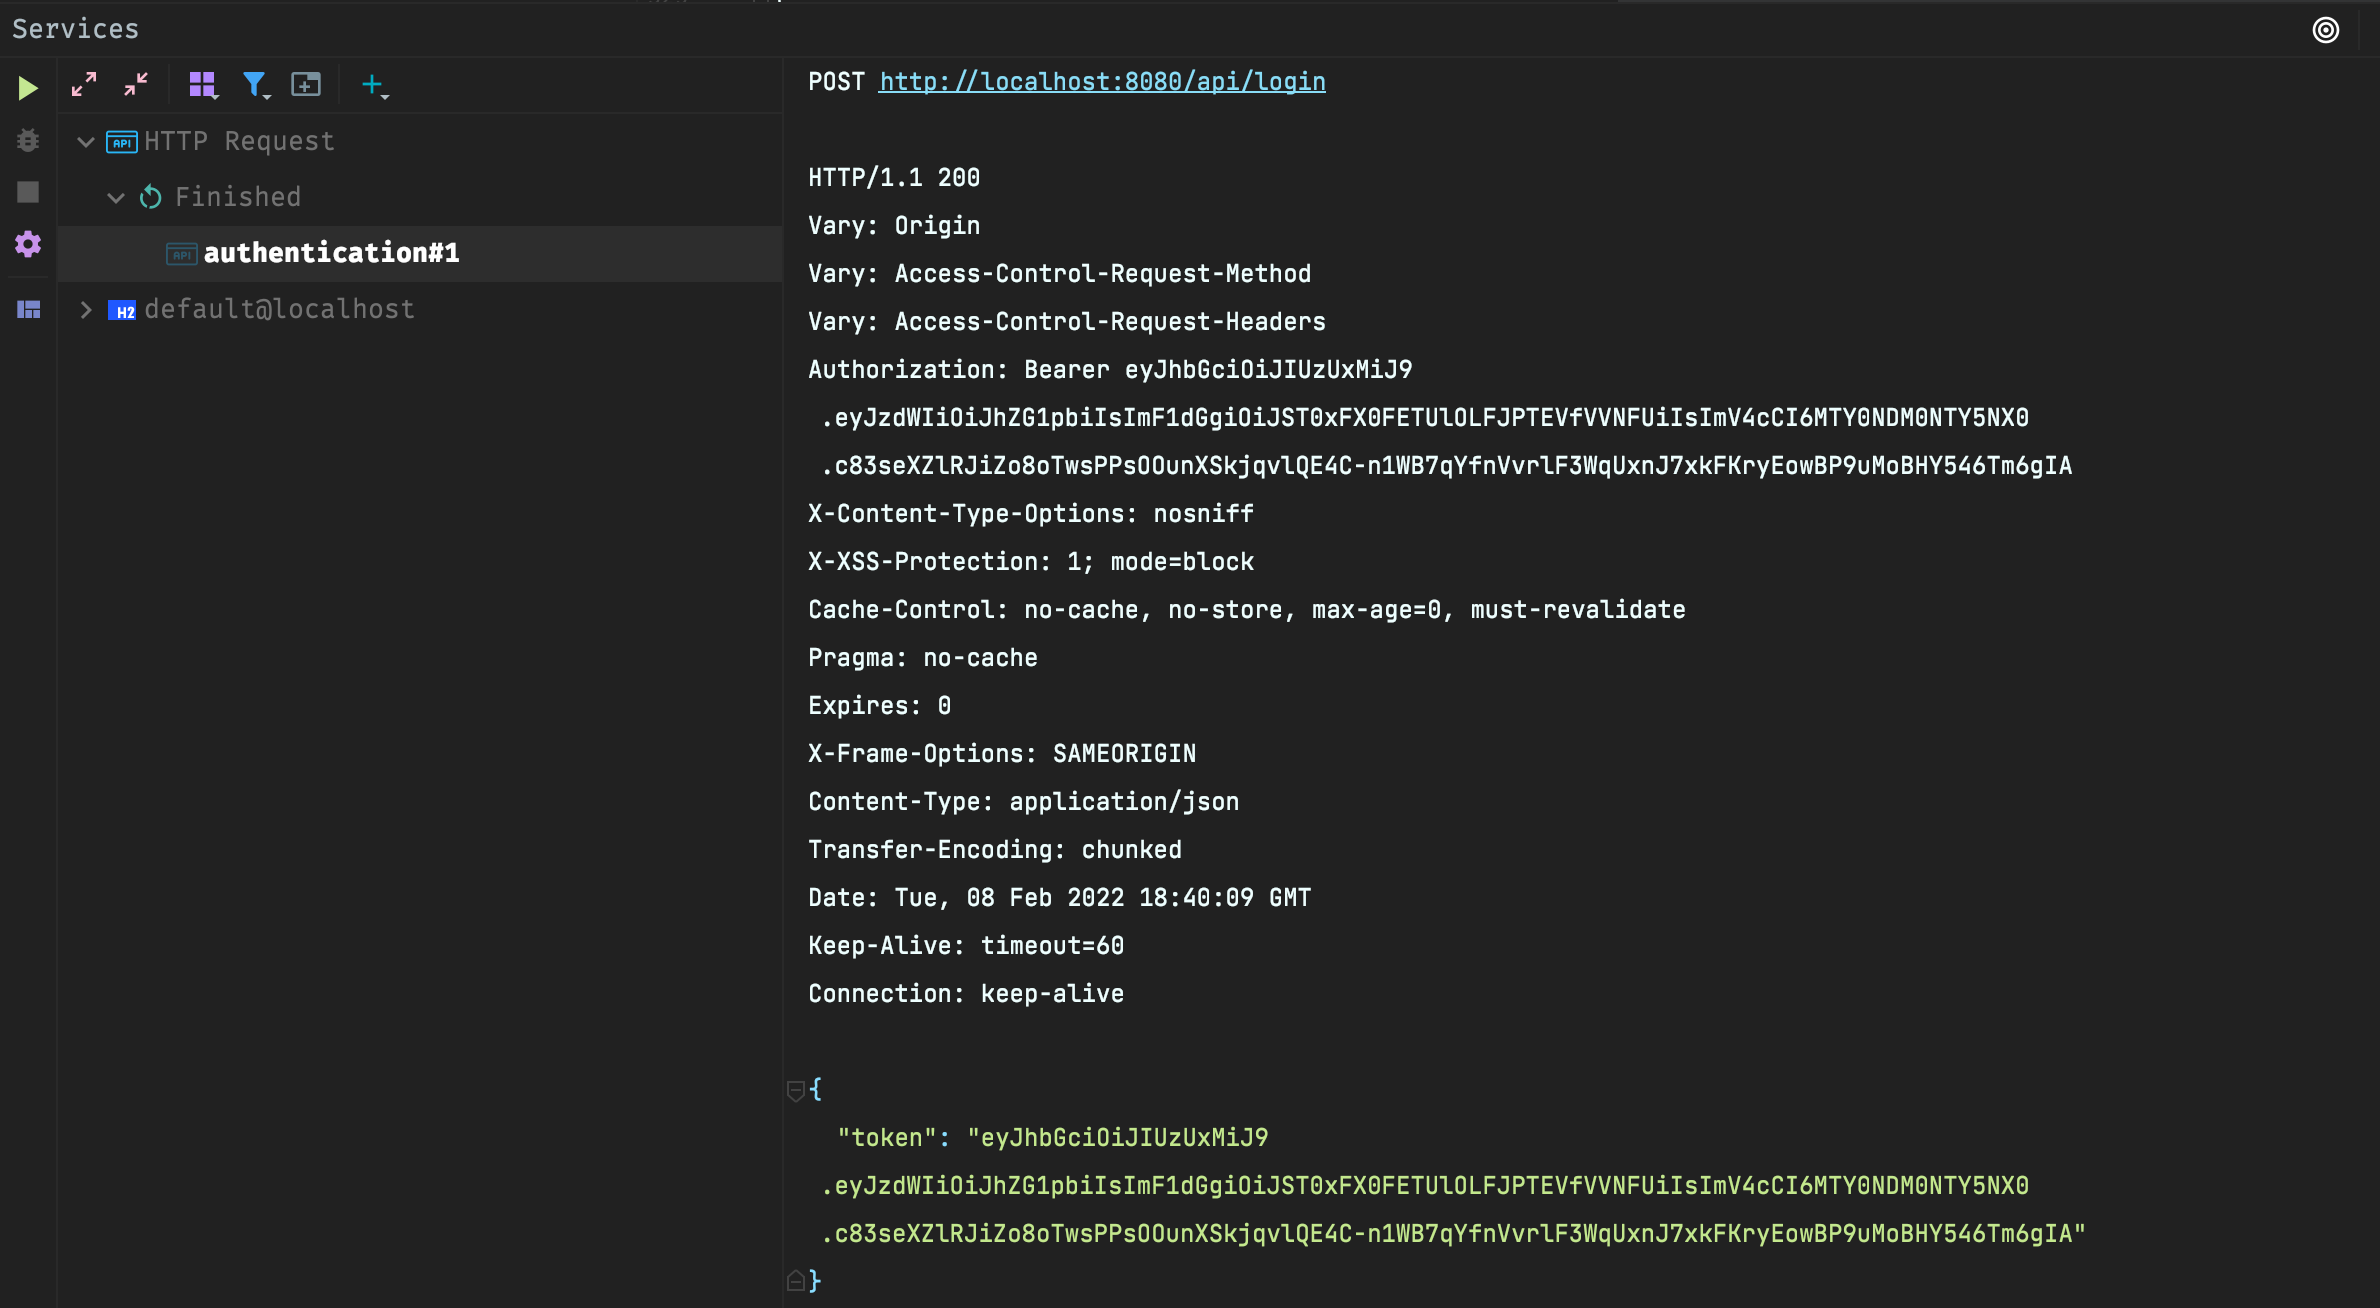 Services
HTTP Request
Finished
authentication#1
default@localhost
POST http://localhost:8080/api/login
HTTP/1.1 200
Vary: Origin
Vary: Access-Control-Request-Method
Vary: Access-Control-Request-Headers
Authorization: Bearer eyJhbGciOiJIUzUxMiJ9
.eyJzdWIiOiJhZG1pbiIsImF1dGgiOiJST0xFX0FETUlOLFJPTEVfVVNFUiIsImV4cCI6MTY0NDM0NTY5NX0
.c83seXZlRJiZo8oTwsPPsOOunXSkjqvlQE4C-n1WB7qYfnVvrlF3WqUxnJ7xkFKryEowBP9uMoBHY546Tm6gIA
X-Content-Type-Options: nosniff
X-XSS-Protection: 1; mode=block
Cache-Control: no-cache, no-store, max-age=0, must-revalidate
Pragma: no-cache
Expires: 0
X-Frame-Options: SAMEORIGIN
Content-Type: application/json
Transfer-Encoding: chunked
Date: Tue, 08 Feb 2022 18:40:09 GMT
Keep-Alive: timeout=60
Connection: keep-alive
{
"token": "eyJhbGciOiJIUzUxMiJ9
.eyJzdWIiOiJhZG1pbiIsImF1dGgiOiJST0xFX0FETUlOLFJPTEVfVVNFUiIsImV4cCI6MTY0NDM0NTY5NX0
.c83seXZlRJiZo8oTwsPPsOOunXSkjqvlQE4C-n1WB7qYfnVvrlF3WqUxnJ7xkFKryEowBP9uMoBHY546Tm6gIA"
}